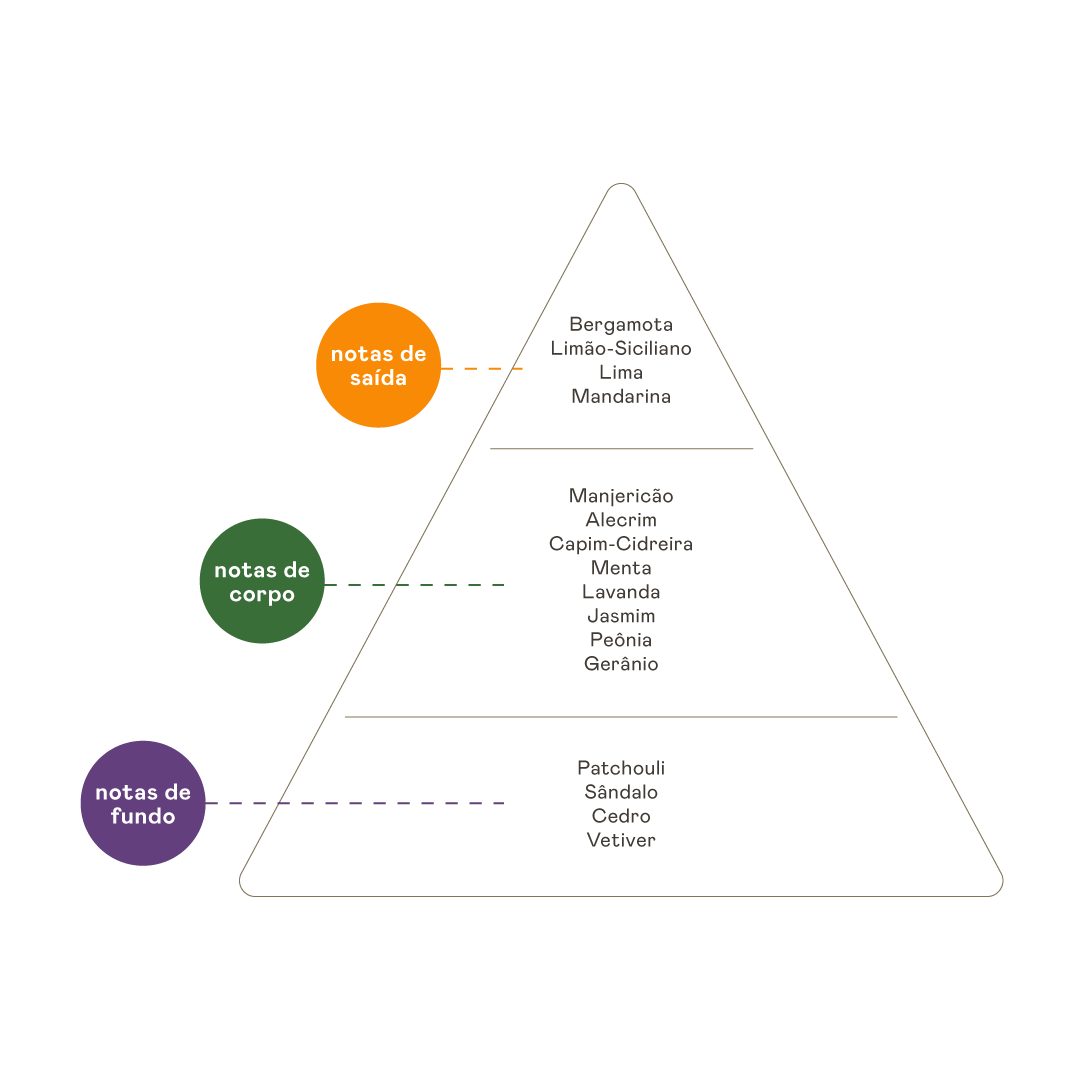 notas de
saída
Bergamota
Limão-Siciliano
Lima
Mandarina
notas de
corpo
Manjericão
Alecrim
Capim-Cidreira
Menta
Lavanda
Jasmim
Peônia
Gerânio
notas de
fundo
Patchouli
Sândalo
Cedro
Vetiver